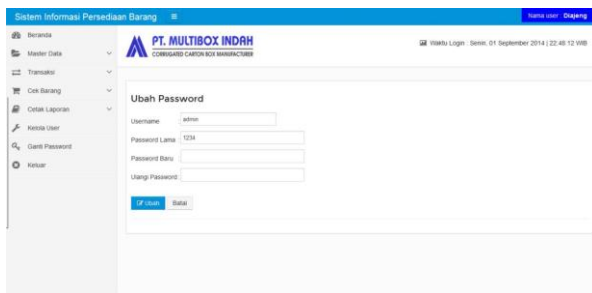 Sistem Informasi Persediaan Barang
Nama user Diajeng
Beranda
Master Data
Transaksi
Cek Barang
Cetak Laporan
Kelola User
Ganti Password
Keluar
PT. MULTIBOX INDAH
CORRUGATED CARTON BOX MANUFACTURER
Waktu Login : Senin, 01 September 2014 | 22:48:12 WIB
Ubah Password
Username admin
Password Lama 1234
Password Baru
Ulangi Password
Ubah Batal